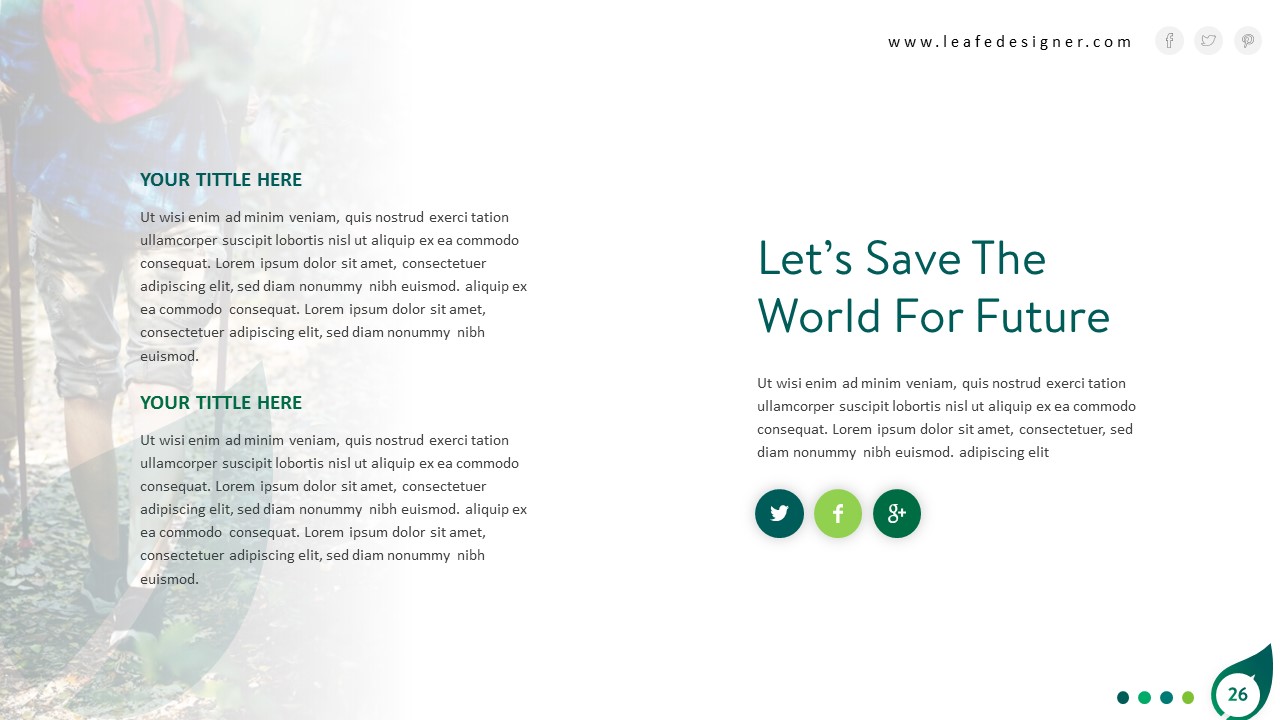 www.leafedesigner.com
YOUR TITTLE HERE
Ut wisi enim ad minim veniam, quis nostrud exerci tation
ullamcorper suscipit lobortis nisl ut aliquip ex ea commodo
consequat. Lorem ipsum dolor sit amet, consectetuer
adipiscing elit, sed diam nonummy nibh euismod. aliquip ex
ea commodo consequat. Lorem ipsum dolor sit amet,
consectetuer adipiscing elit, sed diam nonummy nibh
euismod.
YOUR TITTLE HERE
Ut wisi enim ad minim veniam, quis nostrud exerci tation
ullamcorper suscipit lobortis nisl ut aliquip ex ea commodo
consequat. Lorem ipsum dolor sit amet, consectetuer
adipiscing elit, sed diam nonummy nibh euismod. aliquip ex
ea commodo consequat. Lorem ipsum dolor sit amet,
consectetuer adipiscing elit, sed diam nonummy nibh
euismod.
Let’s Save The
World For Future
Ut wisi enim ad minim veniam, quis nostrud exerci tation
ullamcorper suscipit lobortis nisl ut aliquip ex ea commodo
consequat. Lorem ipsum dolor sit amet, consectetuer, sed
diam nonummy nibh euismod. adipiscing elit
26